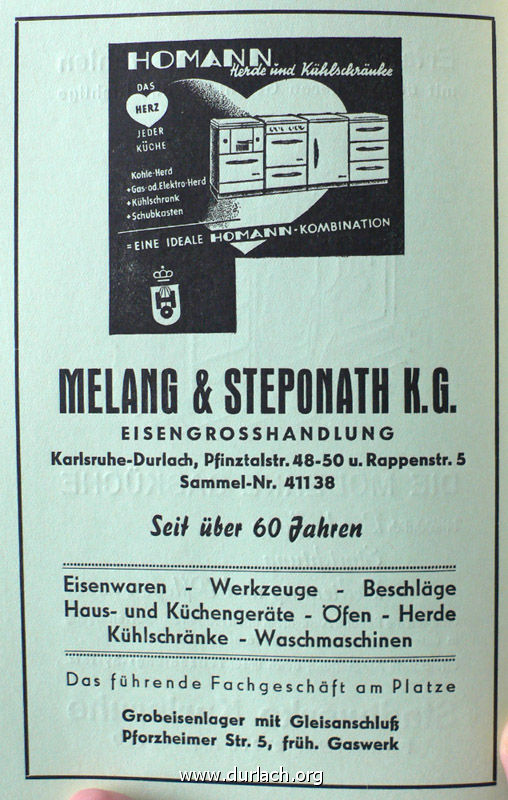 HOMANN
Herde und Kühlschränke
DAS
HERZ
JEDER
KÜCHE
Kohle-Herd
+Gas-od.Elektro-Herd
+Kühlschrank
+Schubkasten
=EINE IDEALE HOMANN-KOMBINATION
MELANG & STEPONATH K.G.
EISENGROSSHANDLUNG
Karlsruhe-Durlach, Pfinztalstr. 48-50 u. Rappenstr. 5
Sammel-Nr. 41138
Seit über 60 Jahren
Eisenwaren - Werkzeuge - Beschläge
Haus- und Küchengeräte - Öfen - Herde
Kühlschränke - Waschmaschinen
Das führende Fachgeschäft am Platze
Grobeisenlager mit Gleisanschluß
Pforzheimer Str. 5, früh. Gaswerk
www.durlach.org